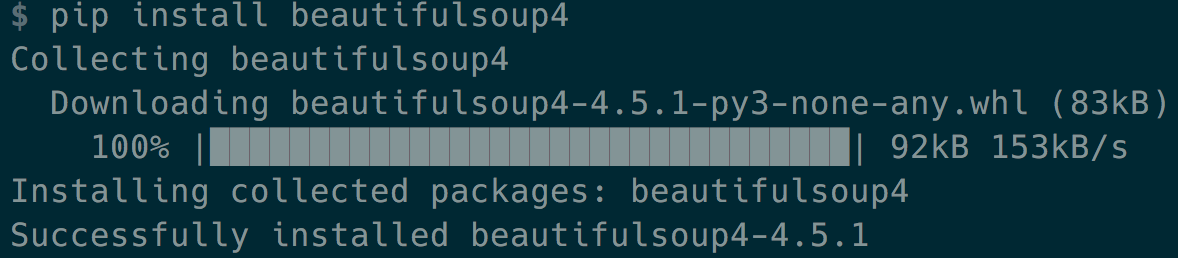 $ pip install beautifulsoup4
Collecting beautifulsoup4
  Downloading beautifulsoup4-4.5.1-py3-none-any.whl (83kB)
    100% |████████████████████████████████| 92kB 153kB/s
Installing collected packages: beautifulsoup4
Successfully installed beautifulsoup4-4.5.1